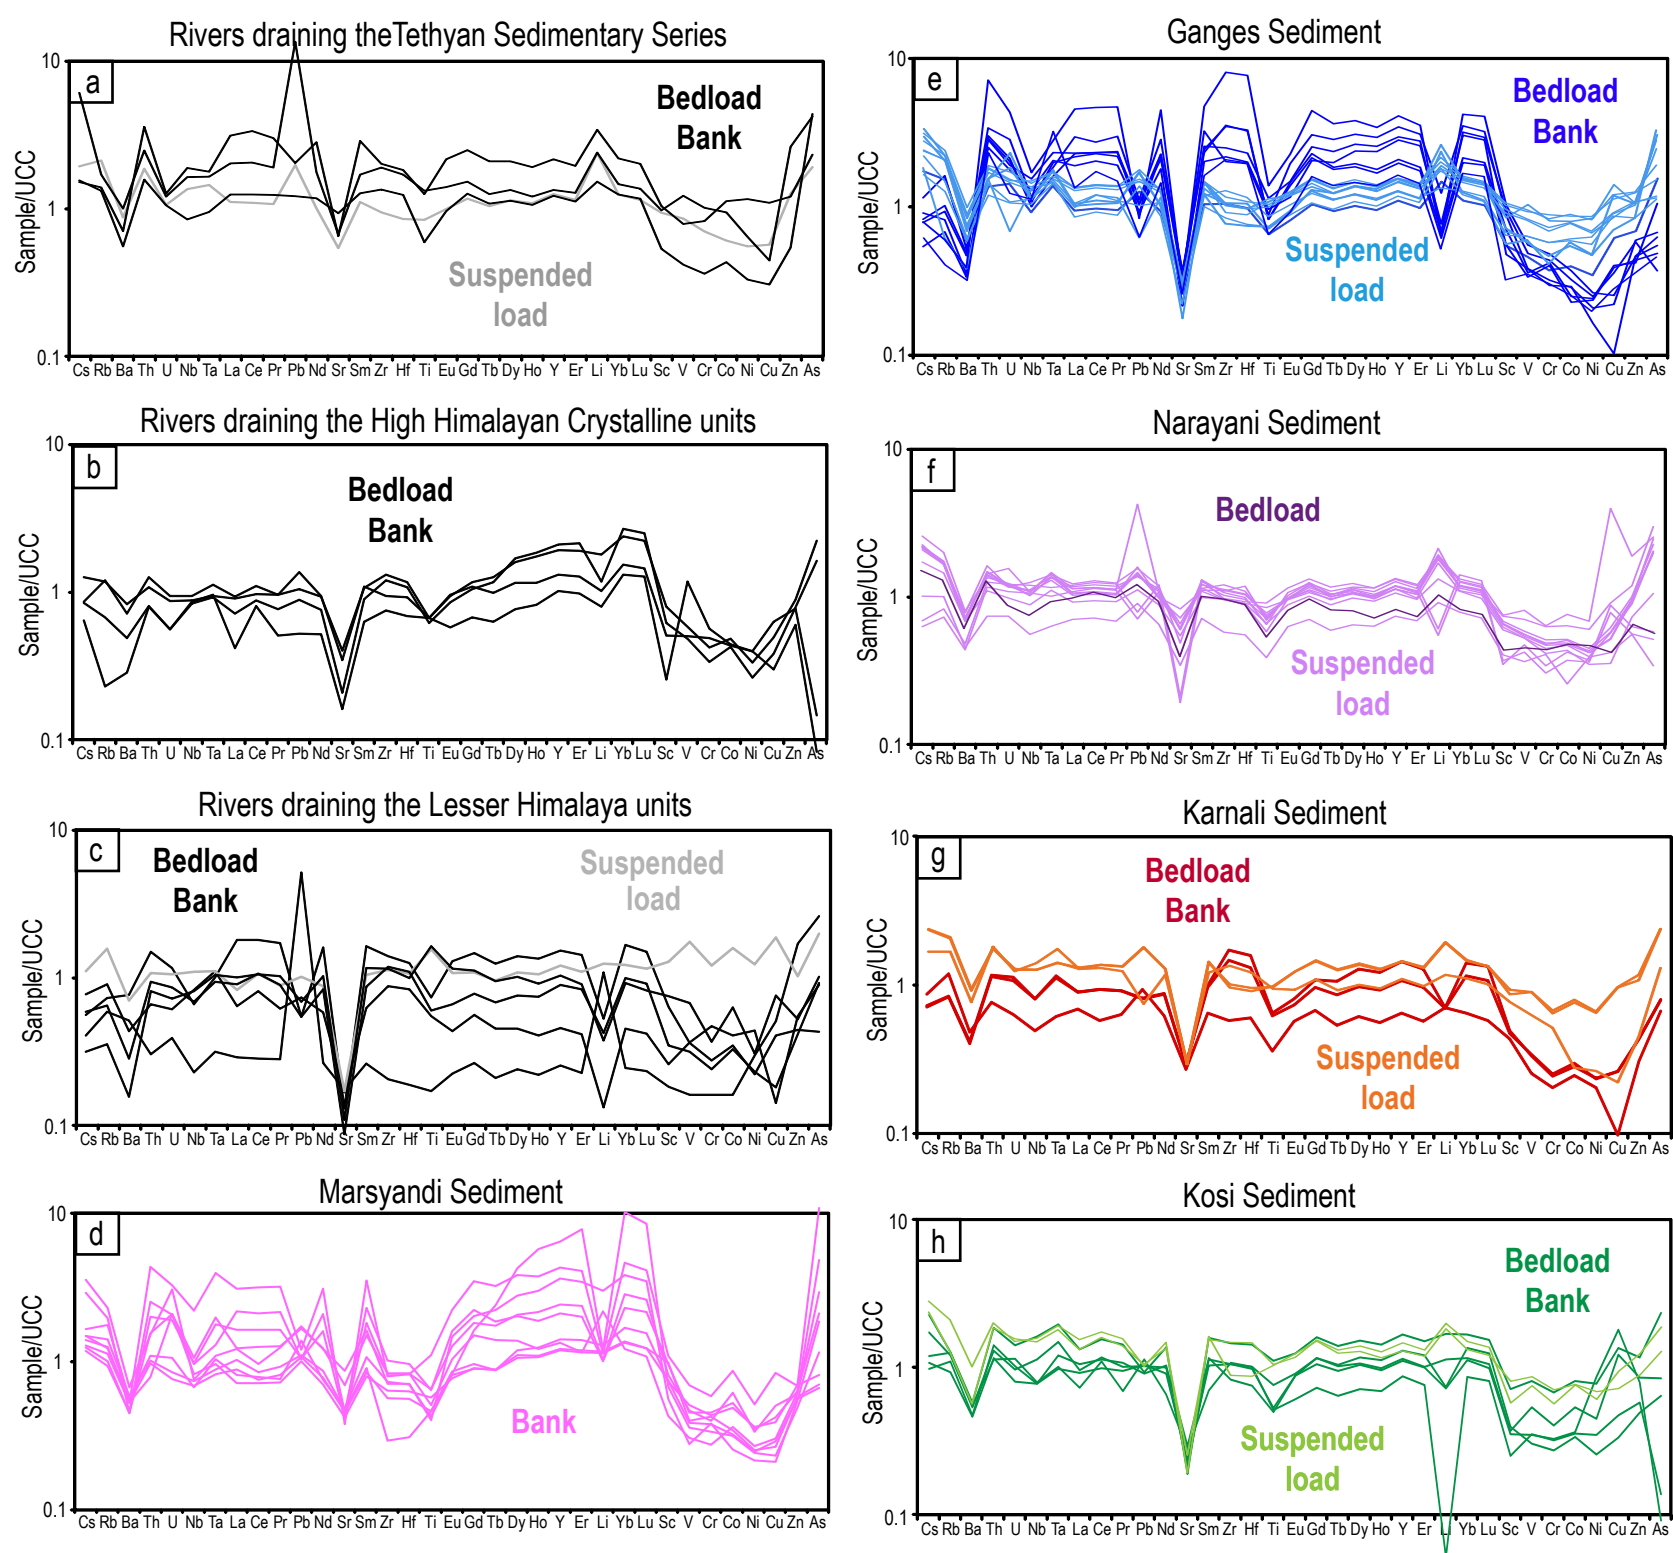 Rivers draining theTethyan Sedimentary Series
10
a
Bedload
Bank
Sample/UCC
1
Suspended
load
0.1
Cs Rb Ba Th U Nb Ta La Ce Pr Pb Nd Sr Sm Zr Hf Ti Eu Gd Tb Dy Ho Y Er Li Yb Lu Sc V Cr Co Ni Cu Zn As
Rivers draining the High Himalayan Crystalline units
10
b
Bedload
Bank
Sample/UCC
1
0.1
Cs Rb Ba Th U Nb Ta La Ce Pr Pb Nd Sr Sm Zr Hf Ti Eu Gd Tb Dy Ho Y Er Li Yb Lu Sc V Cr Co Ni Cu Zn As
Rivers draining the Lesser Himalaya units
10
c
Bedload
Bank
Suspended
load
Sample/UCC
1
0.1
Cs Rb Ba Th U Nb Ta La Ce Pr Pb Nd Sr Sm Zr Hf Ti Eu Gd Tb Dy Ho Y Er Li Yb Lu Sc V Cr Co Ni Cu Zn As
Marsyandi Sediment
10
d
Sample/UCC
1
Bank
0.1
Cs Rb Ba Th U Nb Ta La Ce Pr Pb Nd Sr Sm Zr Hf Ti Eu Gd Tb Dy Ho Y Er Li Yb Lu Sc V Cr Co Ni Cu Zn As
Ganges Sediment
10
e
Bedload
Bank
Sample/UCC
1
Suspended
load
0.1
Cs Rb Ba Th U Nb Ta La Ce Pr Pb Nd Sr Sm Zr Hf Ti Eu Gd Tb Dy Ho Y Er Li Yb Lu Sc V Cr Co Ni Cu Zn As
Narayani Sediment
10
f
Bedload
Sample/UCC
1
Suspended
load
0.1
Cs Rb Ba Th U Nb Ta La Ce Pr Pb Nd Sr Sm Zr Hf Ti Eu Gd Tb Dy Ho Y Er Li Yb Lu Sc V Cr Co Ni Cu Zn As
Karnali Sediment
10
g
Bedload
Bank
Sample/UCC
1
Suspended
load
0.1
Cs Rb Ba Th U Nb Ta La Ce Pr Pb Nd Sr Sm Zr Hf Ti Eu Gd Tb Dy Ho Y Er Li Yb Lu Sc V Cr Co Ni Cu Zn As
Kosi Sediment
10
h
Bedload
Bank
Sample/UCC
1
Suspended
load
0.1
Cs Rb Ba Th U Nb Ta La Ce Pr Pb Nd Sr Sm Zr Hf Ti Eu Gd Tb Dy Ho Y Er Li Yb Lu Sc V Cr Co Ni Cu Zn As